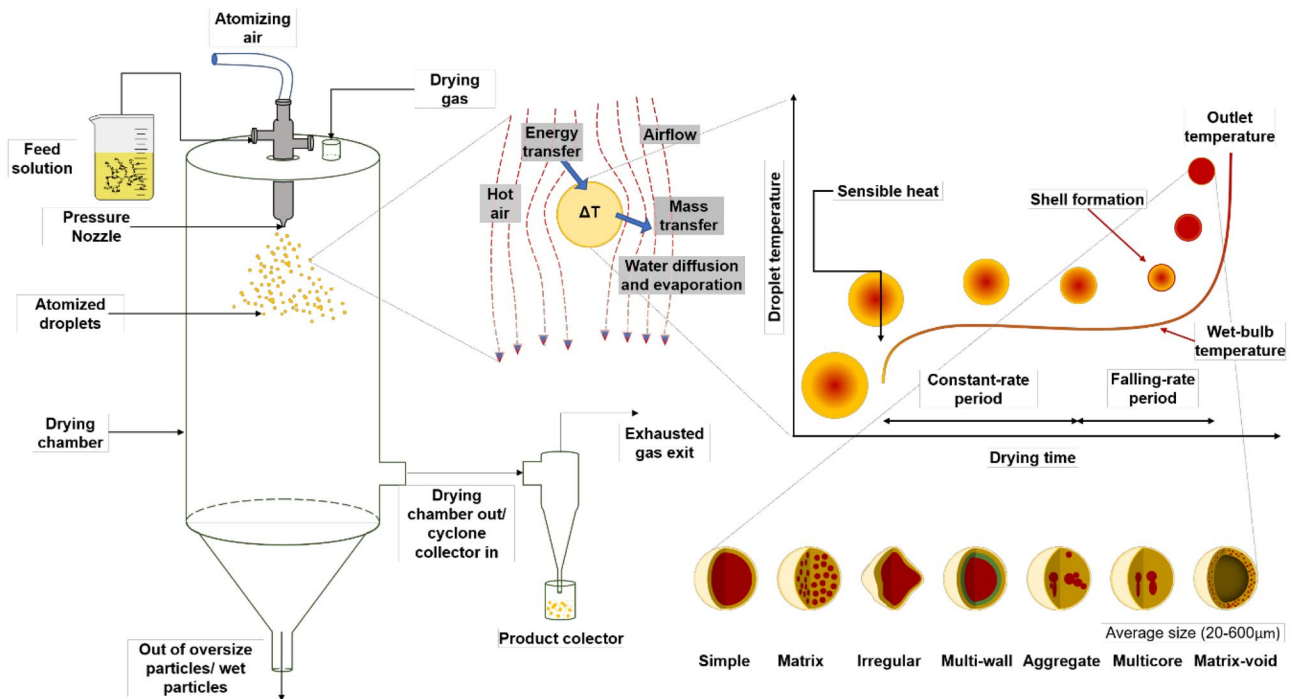 Atomizing
air
Drying
gas
Feed
solution
Pressure
Nozzle
Atomized
droplets
Drying
chamber
Out of oversize
particles/ wet
particles
Drying
chamber out/
cyclone
collector in
Exhausted
gas exit
Product colector
Energy
transfer
Airflow
Hot
air
ΔT
Mass
transfer
Water diffusion
and evaporation
Droplet temperature
Sensible heat
Outlet
temperature
Shell formation
Wet-bulb
temperature
Constant-rate
period
Falling-rate
period
Drying time
Average size (20-600μm)
Simple
Matrix
Irregular
Multi-wall
Aggregate
Multicore
Matrix-void